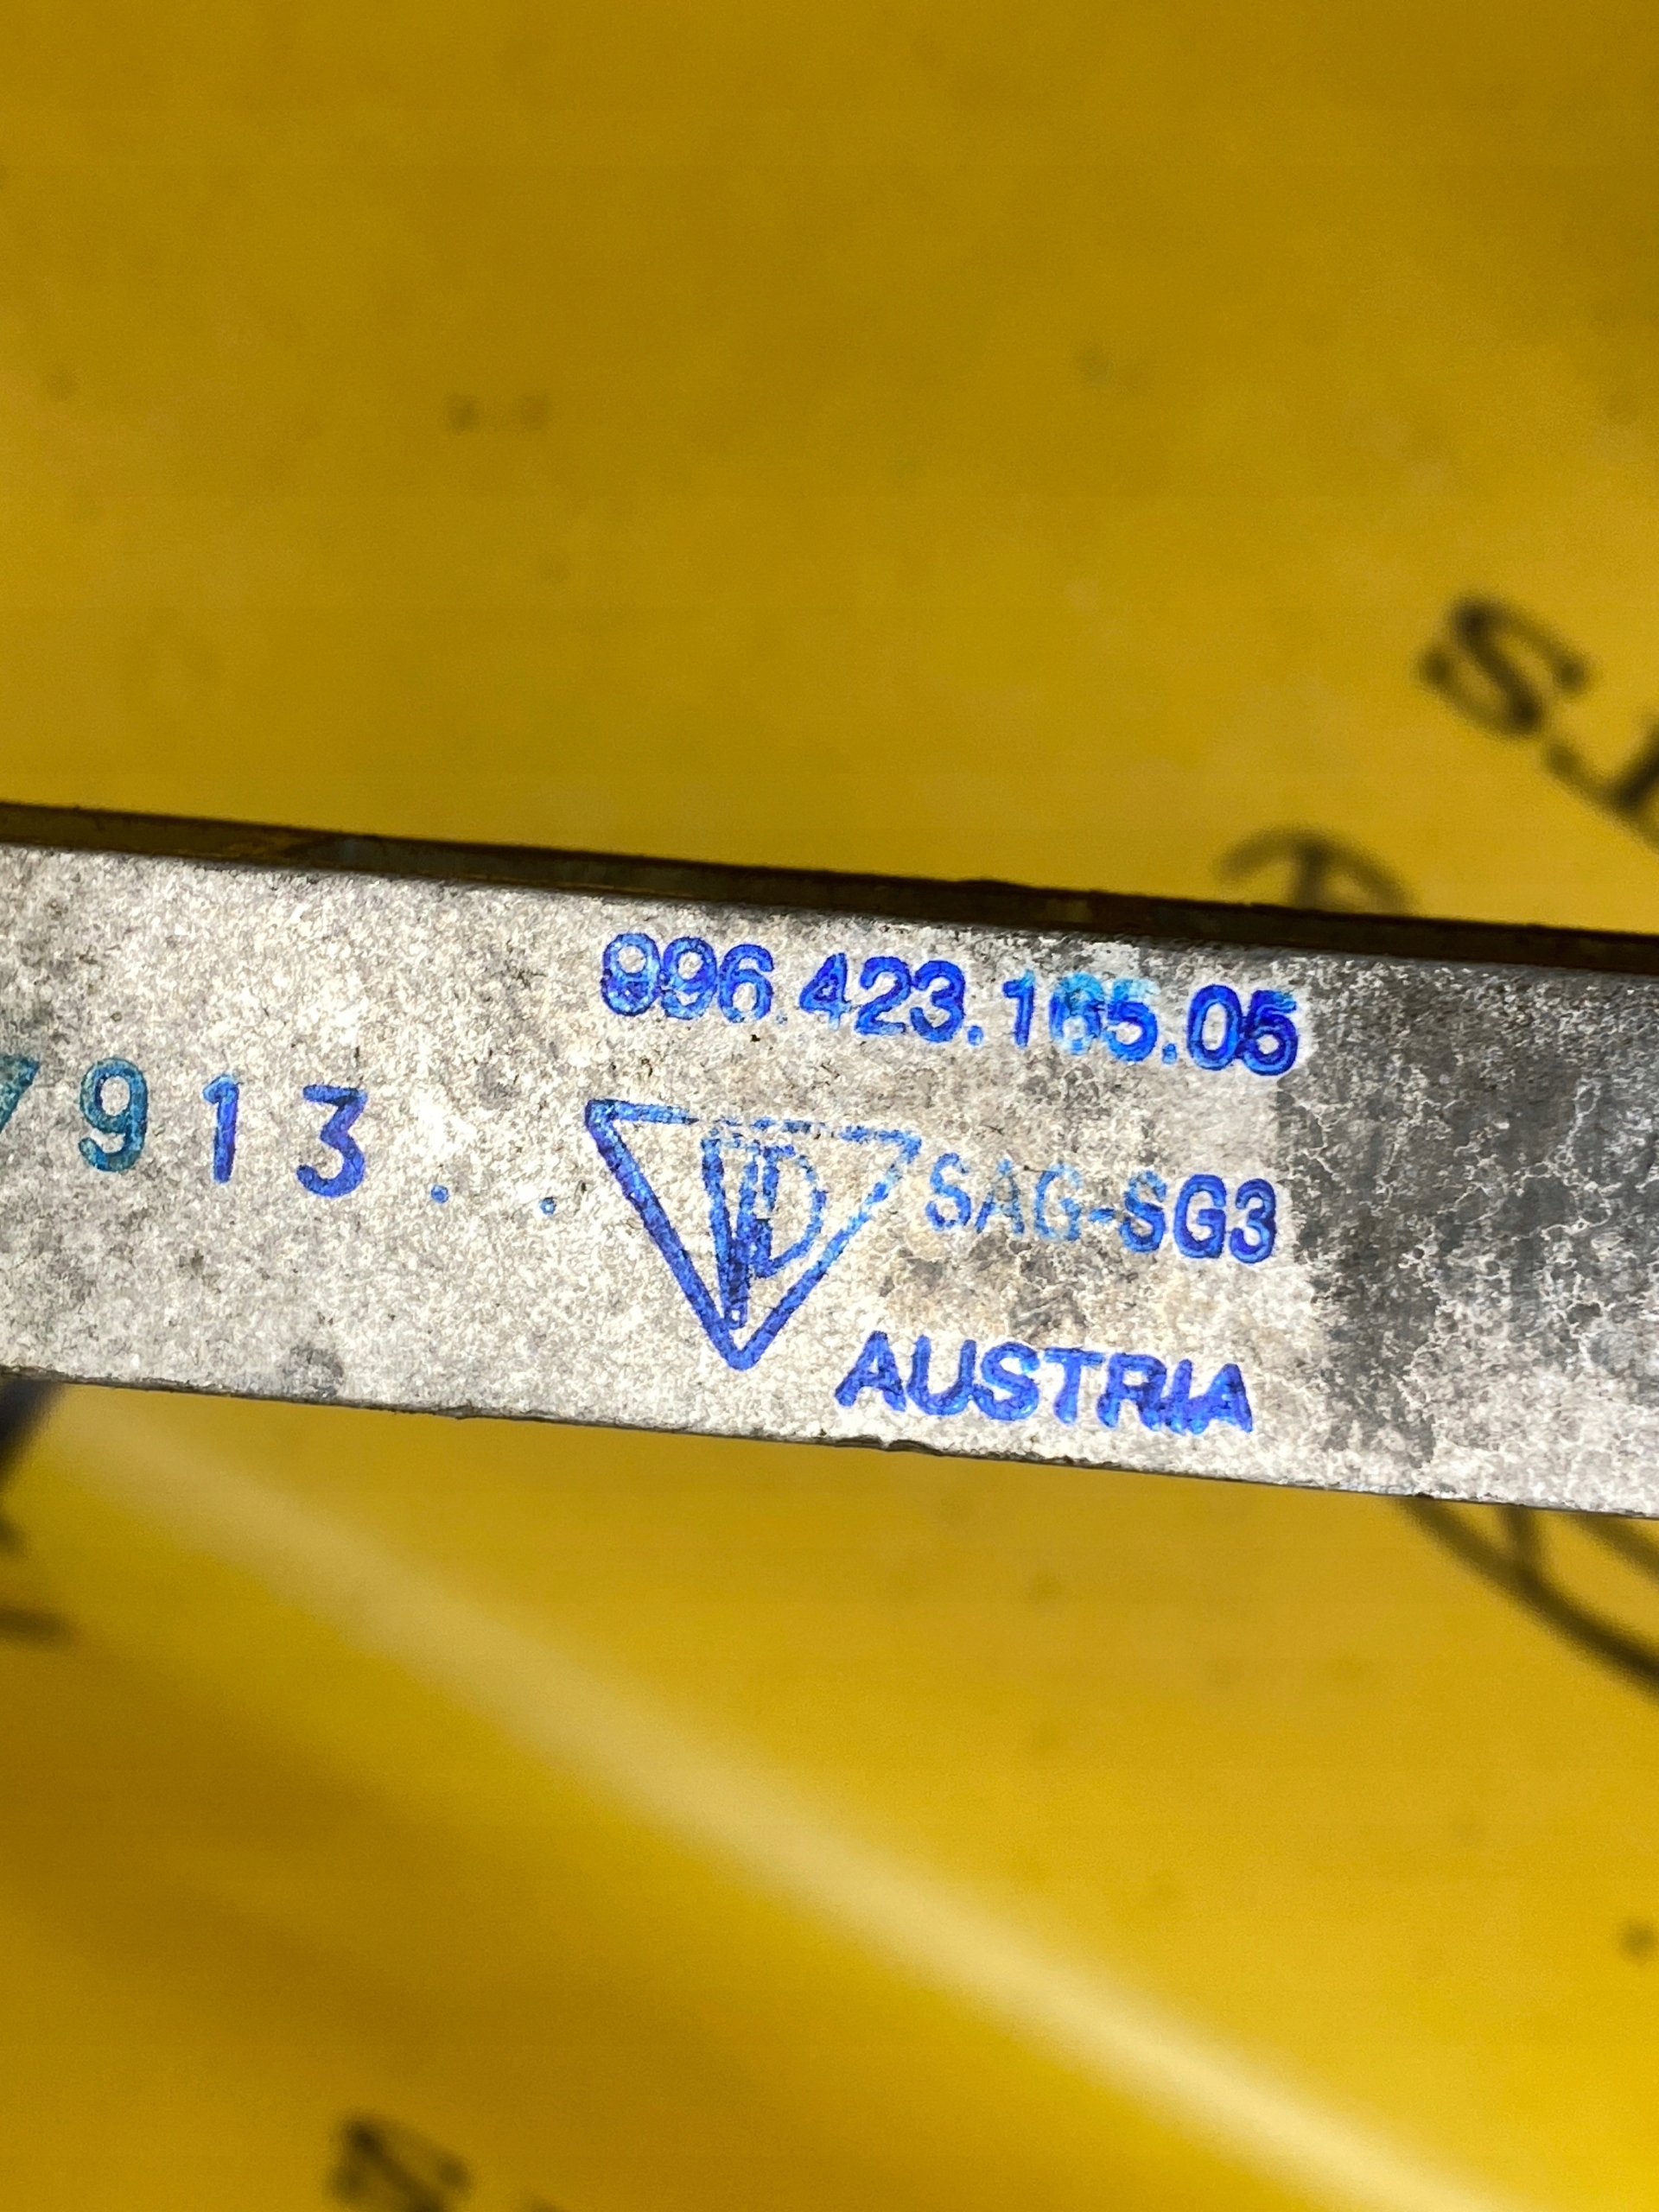 996.423.165.05
7913. .
SAG-SG3
AUSTRIA